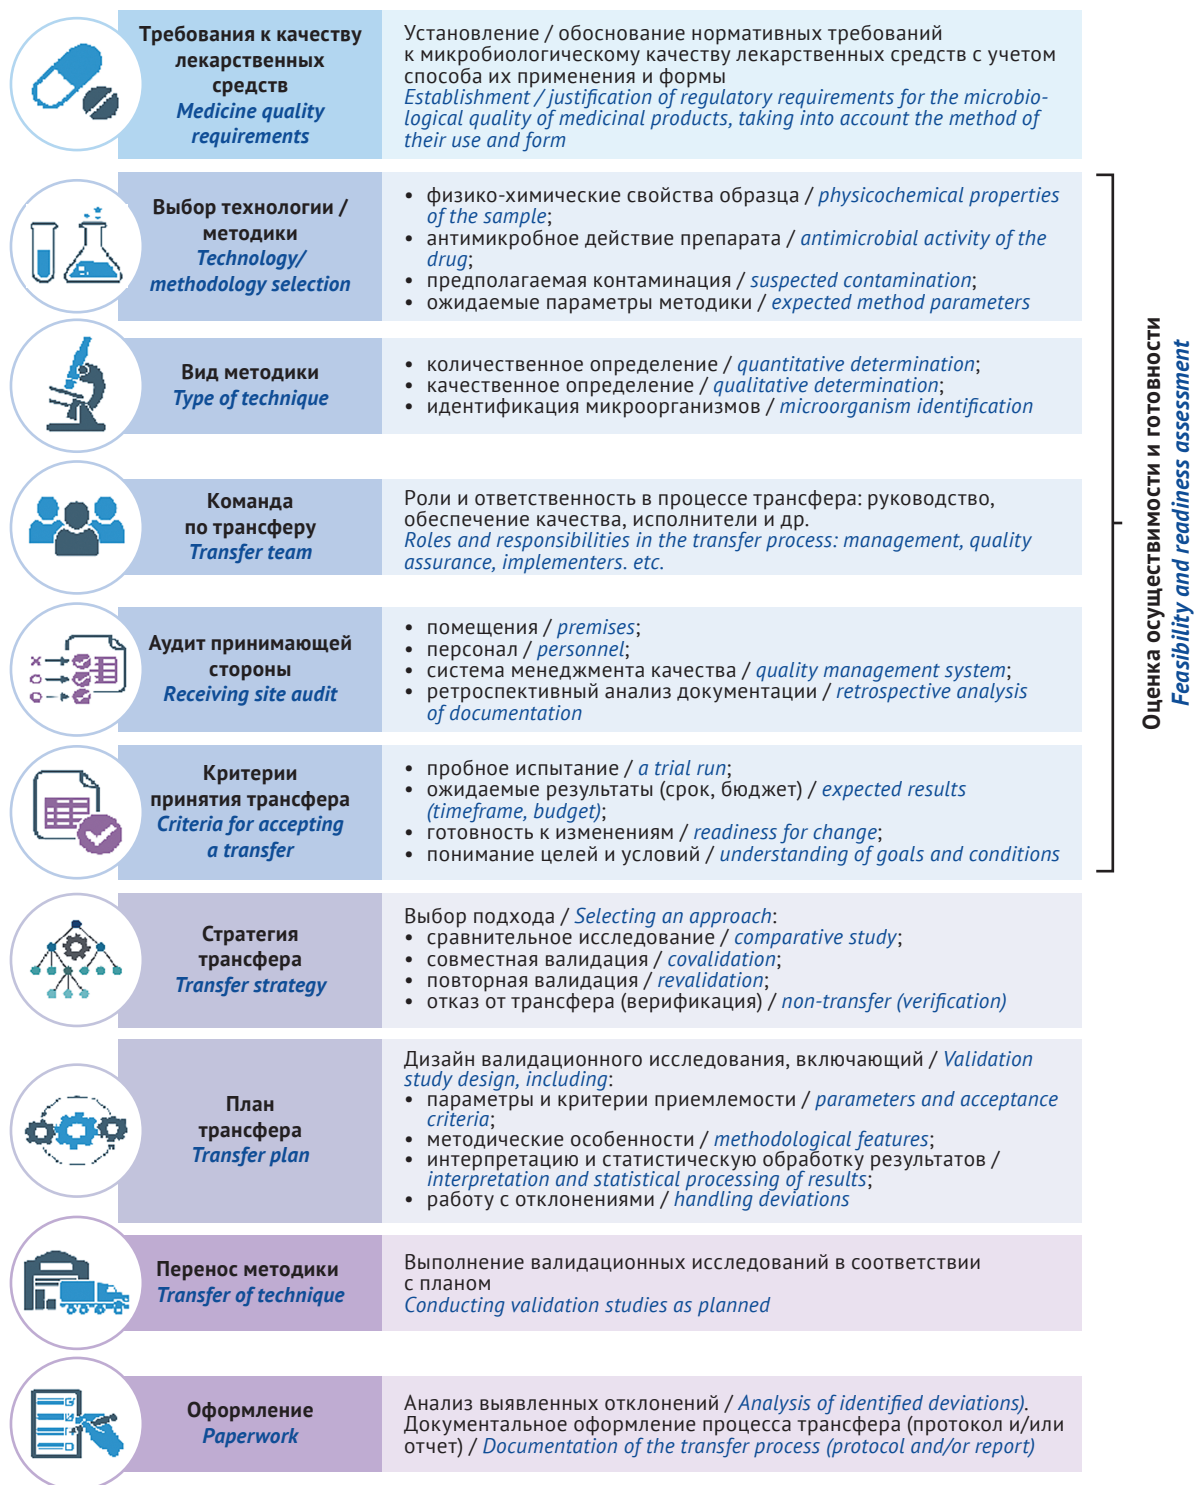 Требования к качеству
лекарственных
средств
Medicine quality
requirements
Установление / обоснование нормативных требований
к микробиологическому качеству лекарственных средств с учетом
способа их применения и формы
Establishment / justification of regulatory requirements for the microbio-
logical quality of medicinal products, taking into account the method of
their use and form
Выбор технологии /
методики
Technology/
methodology selection
• физико-химические свойства образца / physicochemical properties
of the sample;
• антимикробное действие препарата / antimicrobial activity of the
drug;
• предполагаемая контаминация / suspected contamination;
• ожидаемые параметры методики / expected method parameters
Вид методики
Type of technique
• количественное определение / quantitative determination;
• качественное определение / qualitative determination;
• идентификация микроорганизмов / microorganism identification
Команда
по трансферу
Transfer team
Роли и ответственность в процессе трансфера: руководство,
обеспечение качества, исполнители и др.
Roles and responsibilities in the transfer process: management, quality
assurance, implementers. etc.
Аудит принимающей
стороны
Receiving site audit
• помещения / premises;
• персонал / personnel;
• система менеджмента качества / quality management system;
• ретроспективный анализ документации / retrospective analysis
of documentation
Критерии
принятия трансфера
Criteria for accepting
a transfer
• пробное испытание / a trial run;
• ожидаемые результаты (срок, бюджет) / expected results
(timeframe, budget);
• готовность к изменениям / readiness for change;
• понимание целей и условий / understanding of goals and conditions
Оценка осуществимости и готовности
Feasibility and readiness assessment
Стратегия
трансфера
Transfer strategy
Выбор подхода / Selecting an approach:
• сравнительное исследование / comparative study;
• совместная валидация / covalidation;
• повторная валидация / revalidation;
• отказ от трансфера (верификация) / non-transfer (verification)
План
трансфера
Transfer plan
Дизайн валидационного исследования, включающий / Validation
study design, including:
• параметры и критерии приемлемости / parameters and acceptance
criteria;
• методические особенности / methodological features;
• интерпретацию и статистическую обработку результатов /
interpretation and statistical processing of results;
• работу с отклонениями / handling deviations
Перенос методики
Transfer of technique
Выполнение валидационных исследований в соответствии
с планом
Conducting validation studies as planned
Оформление
Paperwork
Анализ выявленных отклонений / Analysis of identified deviations).
Документальное оформление процесса трансфера (протокол и/или
отчет) / Documentation of the transfer process (protocol and/or report)